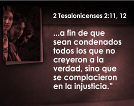 2 Tesalonicenses 2:11, 12
...a fin de que
sean condenados
todos los que no
creyeron a la
verdad, sino que
se complacieron
en la injusticia."